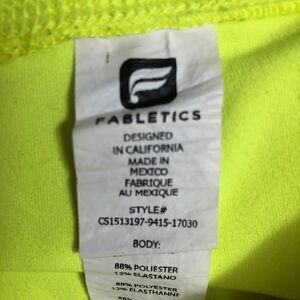 FABLETICS
DESIGNED
IN CALIFORNIA
MADE IN
MEXICO
FABRIQUE
AU MEXIQUE
STYLE#
CS1513197-9415-17030
BODY:
88% POLIESTER
12% ELASTANO
88% POLYESTER
12% ELASTHANNE